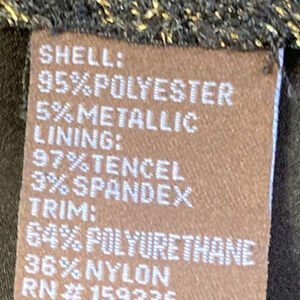 SHELL:
95%POLYESTER
5%METALLIC
LINING:
97%TENCEL
3%SPANDEX
TRIM:
64%POLYURETHANE
36%NYLON
RN#